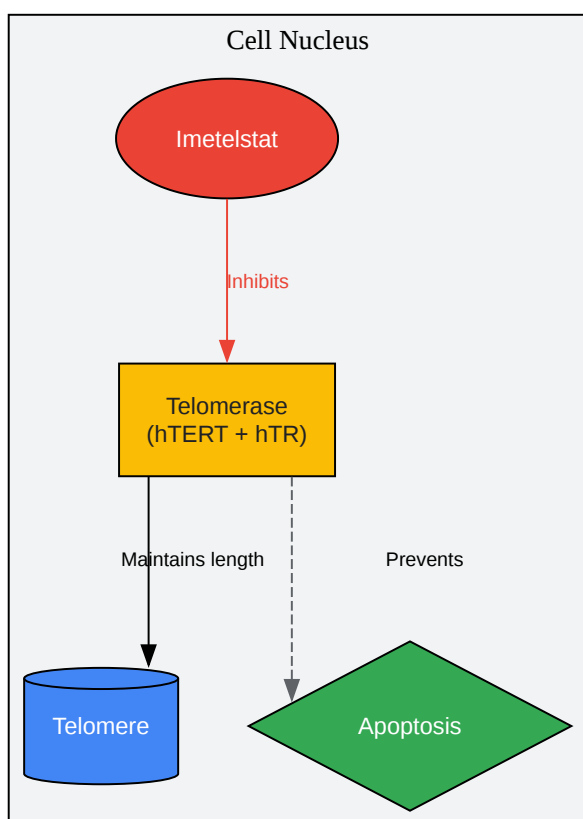 Cell Nucleus
Imetelstat
Inhibits
Telomerase
(hTERT + hTR)
Maintains length
Prevents
Telomere
Apoptosis